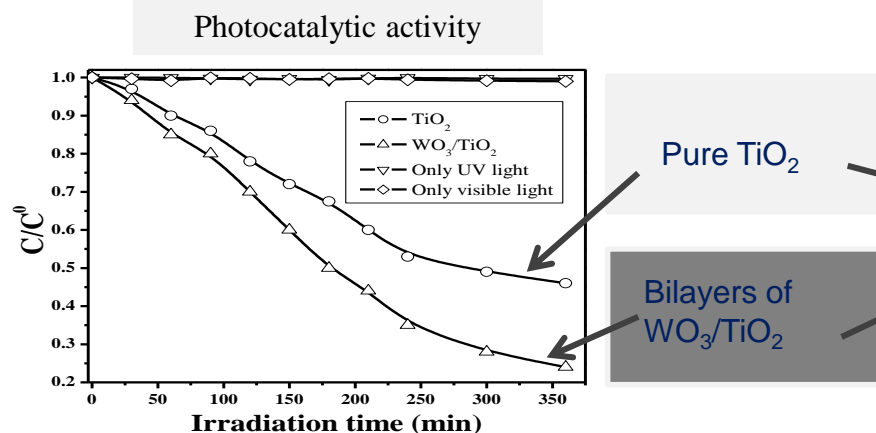 Photocatalytic activity
1.0
0.9
0.8
0.7
0.6
0.5
0.4
0.3
0.2
C/C⁰
TiO₂
WO₃/TiO₂
Only UV light
Only visible light
0 50 100 150 200 250 300 350
Irradiation time (min)
Pure TiO₂
Bilayers of
WO₃/TiO₂